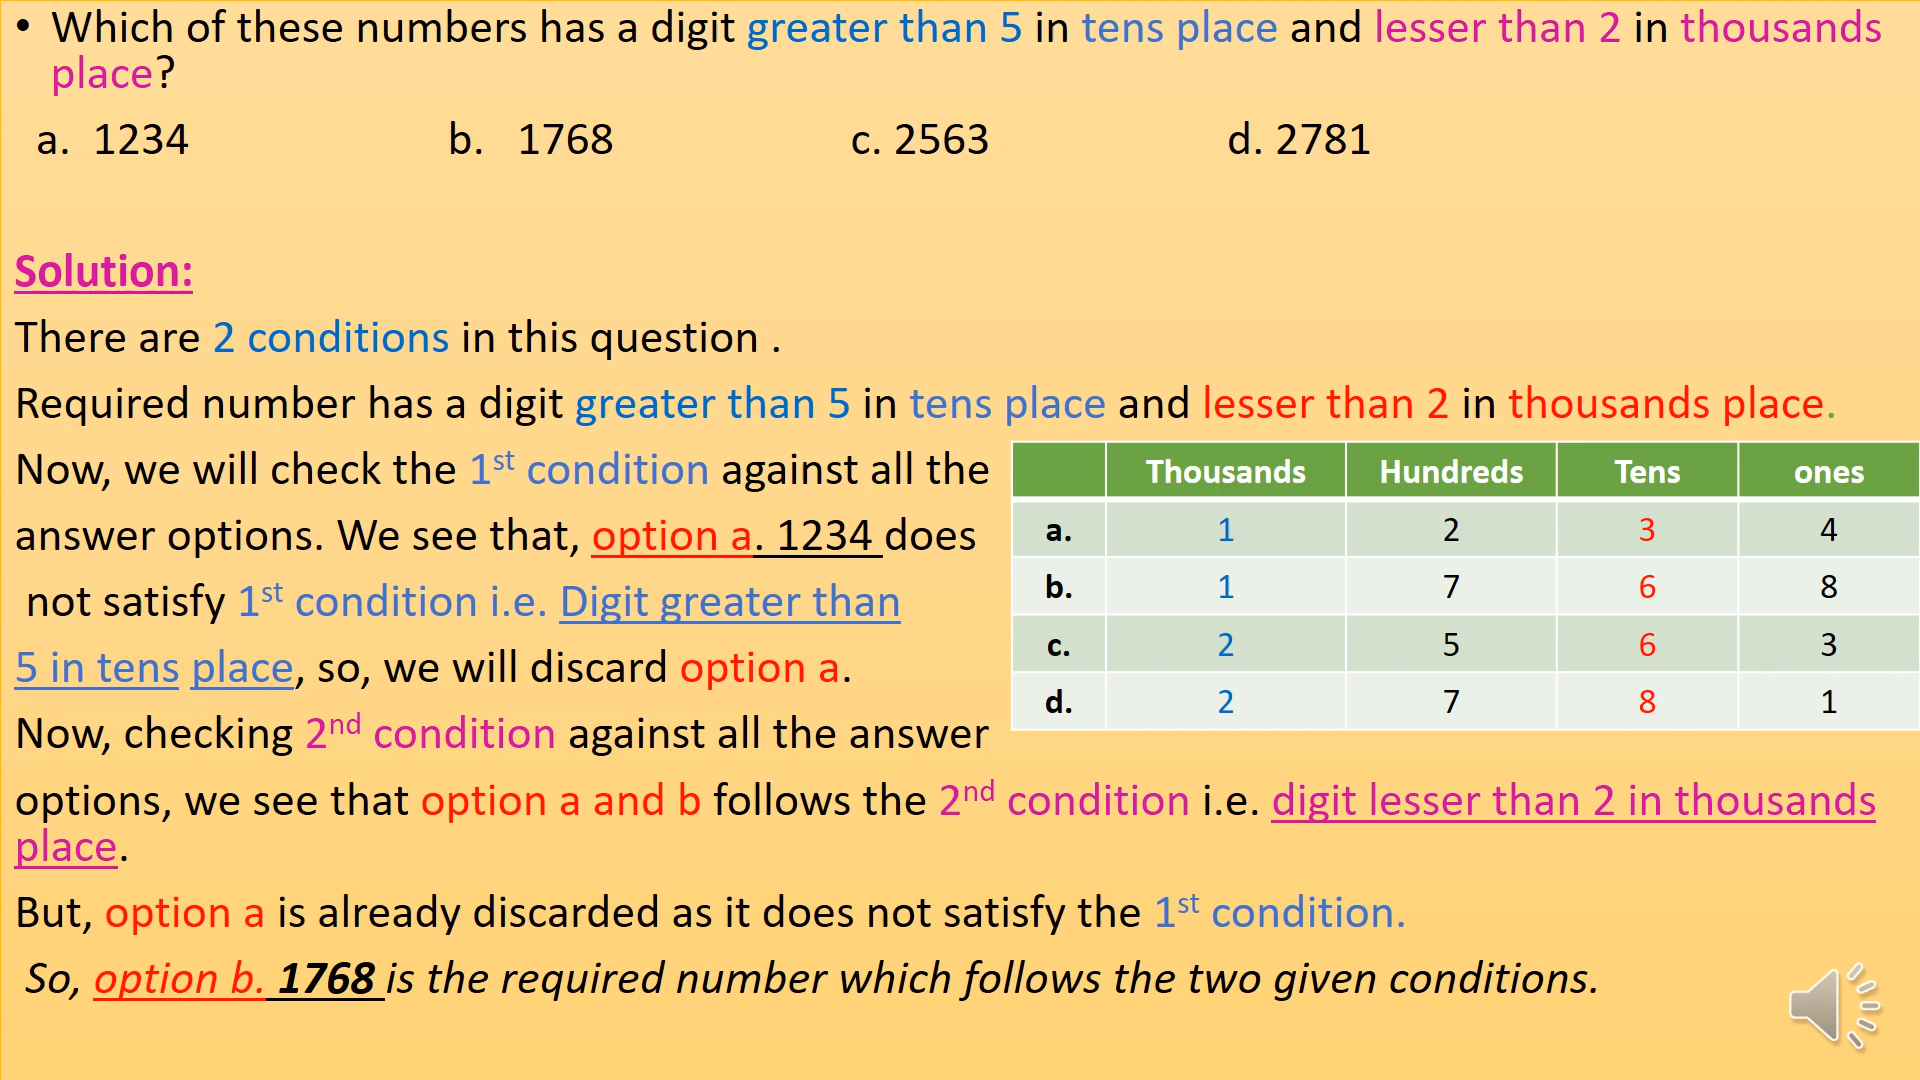 • Which of these numbers has a digit greater than 5 in tens place and lesser than 2 in thousands
place?
a. 1234 b. 1768 c. 2563 d. 2781
Solution:
There are 2 conditions in this question .
Required number has a digit greater than 5 in tens place and lesser than 2 in thousands place.
Now, we will check the 1st condition against all the
answer options. We see that, option a. 1234 does
not satisfy 1st condition i.e. Digit greater than
5 in tens place, so, we will discard option a.
Now, checking 2nd condition against all the answer
options, we see that option a and b follows the 2nd condition i.e. digit lesser than 2 in thousands
place.
But, option a is already discarded as it does not satisfy the 1st condition.
So, option b. 1768 is the required number which follows the two given conditions.
Thousands Hundreds Tens ones
a. 1 2 3 4
b. 1 7 6 8
c. 2 5 6 3
d. 2 7 8 1